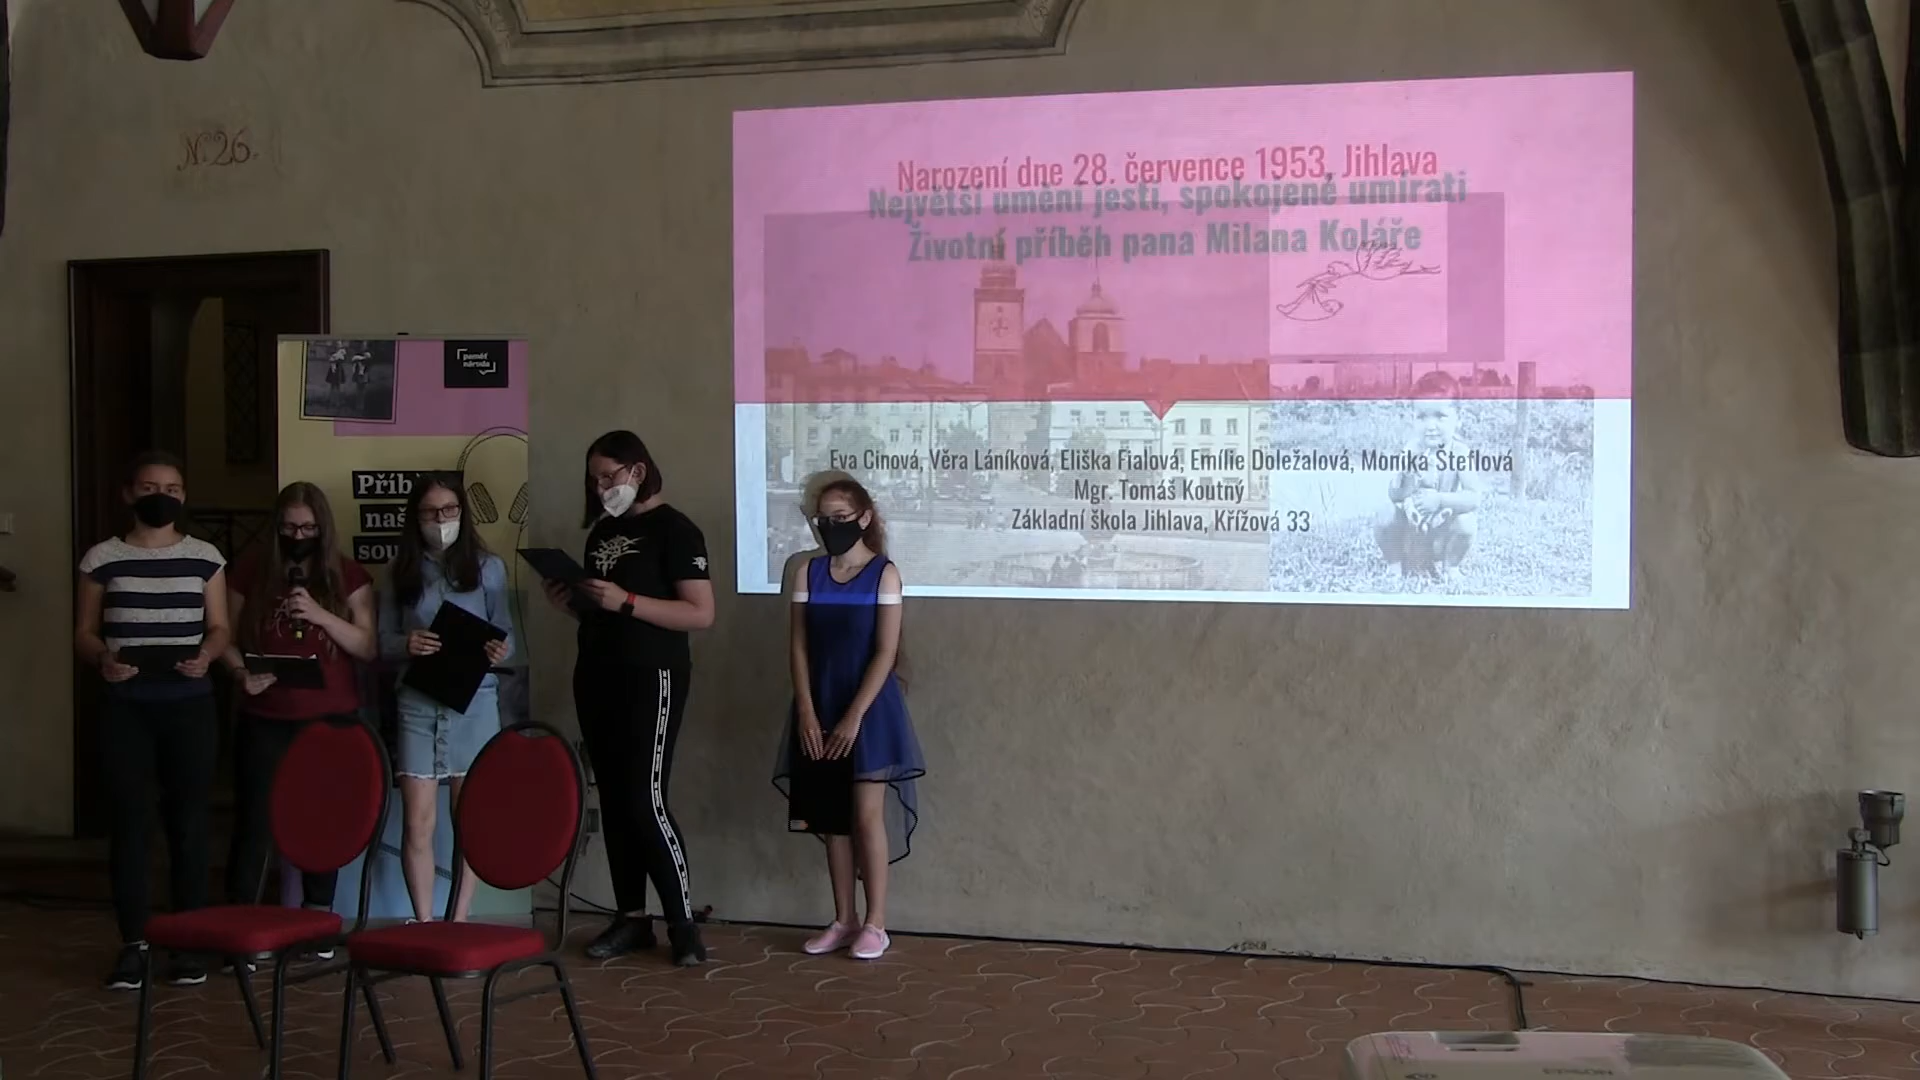 N. 26.
Narození dne 28. července 1953, Jihlava
Největší umění jesti, spokojeně umírati
Životní příběh pana Milana Koláře
Eva Cinová, Věra Láníková, Eliška Fialová, Emílie Doležalová, Monika Šteflová
Mgr. Tomáš Koutný
Základní škola Jihlava, Křížová 33
paměť
národa
Příb
naš
sou
EPSON